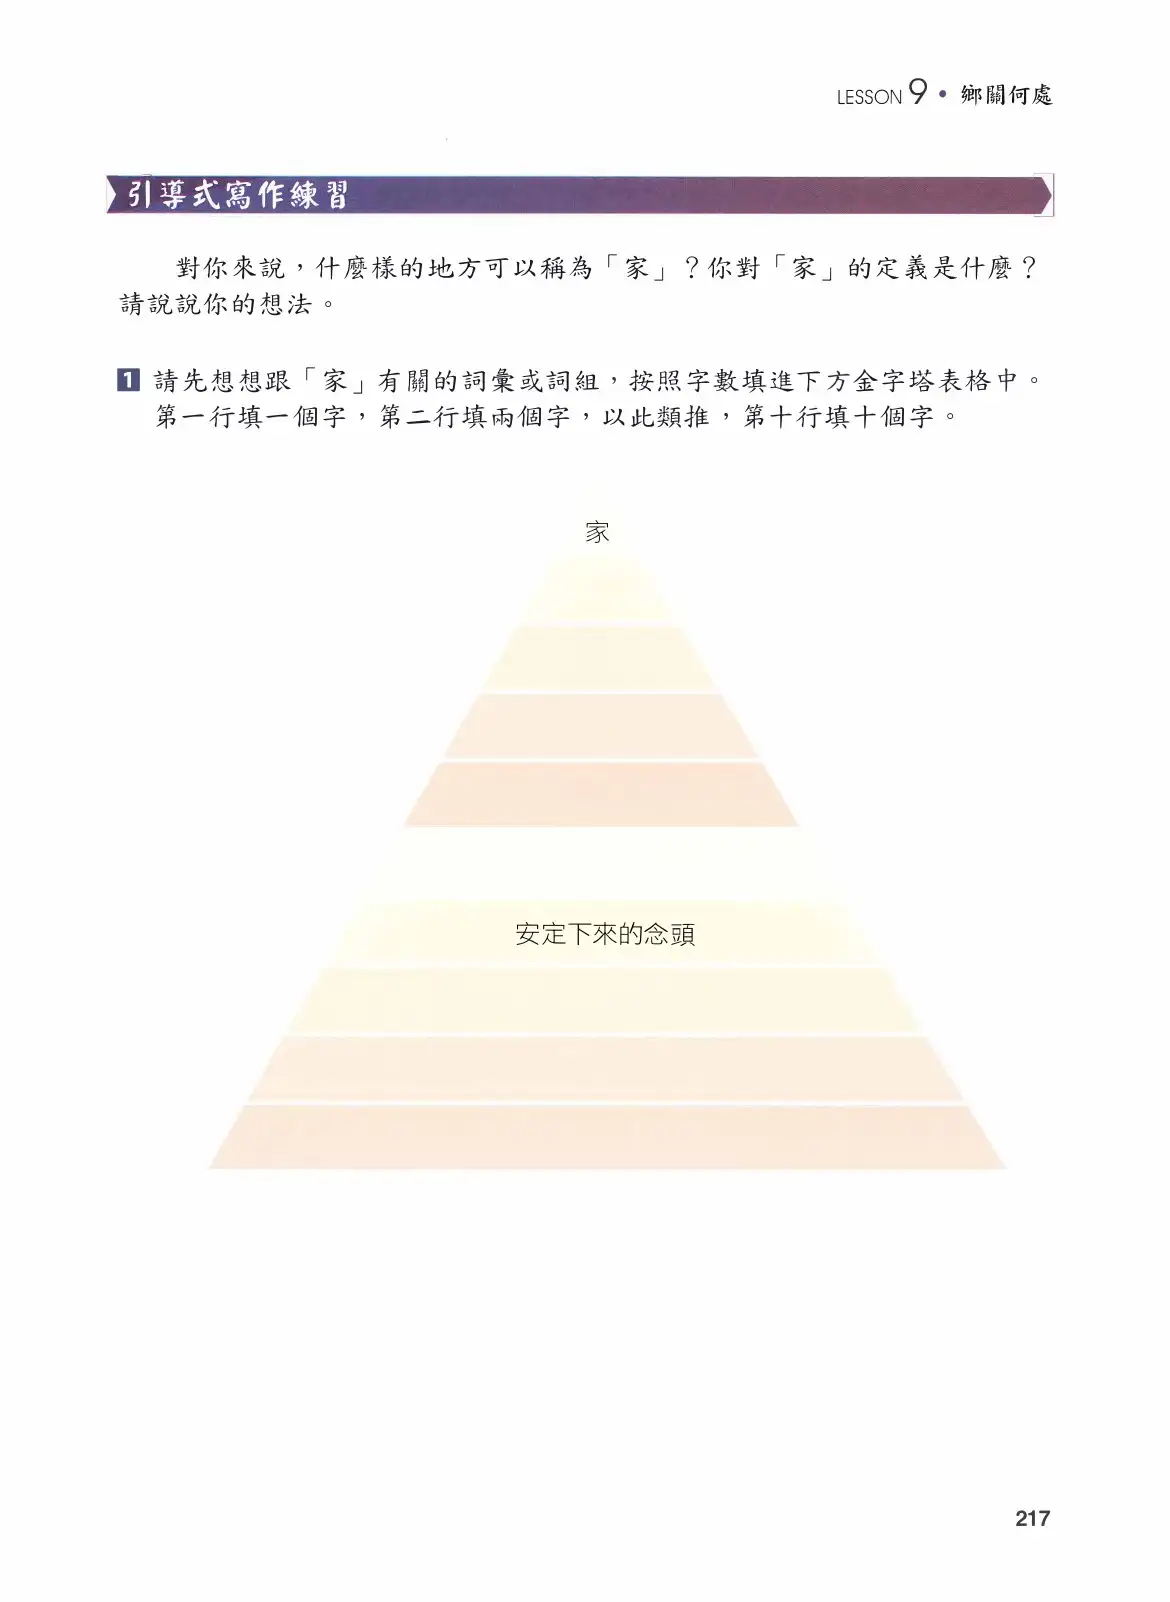 LESSON 9 • 鄉關何處
引導式寫作練習
對你來說，什麼樣的地方可以稱為「家」？你對「家」的定義是什麼？
請說說你的想法。
1 請先想想跟「家」有關的詞彙或詞組，按照字數填進下方金字塔表格中。
第一行填一個字，第二行填兩個字，以此類推，第十行填十個字。
家
安定下來的念頭
217